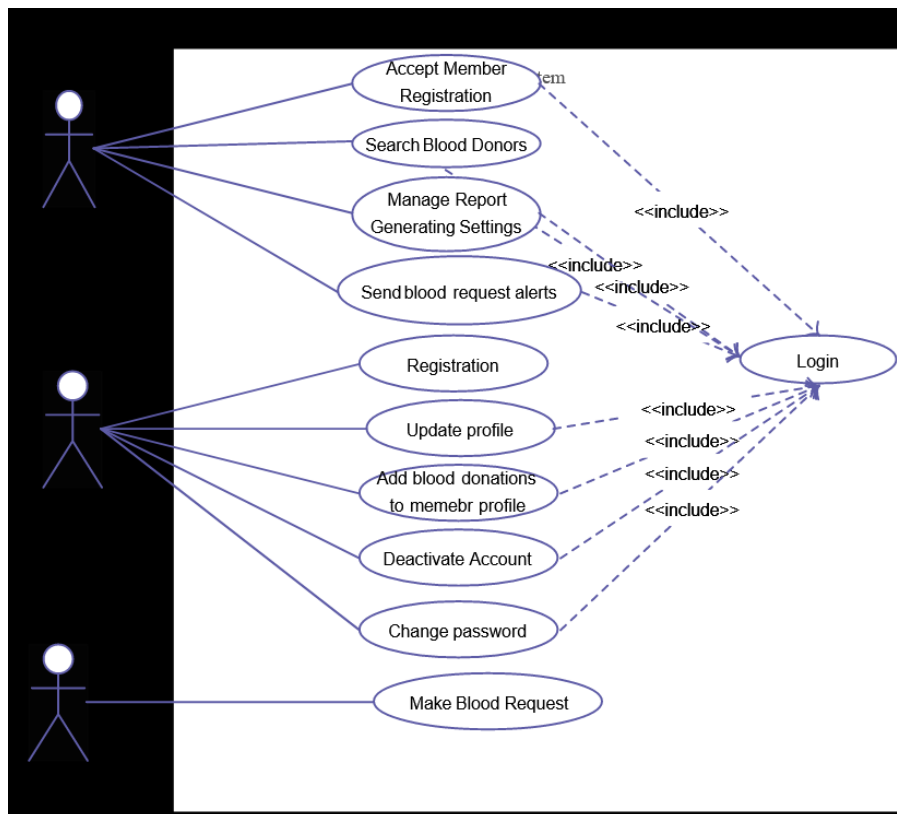 Accept Member
Registration
tem
Search Blood Donors
Manage Report
Generating Settings
<<include>>
<<include>>
<<include>>
Send blood request alerts
<<include>>
Login
Registration
Update profile
<<include>>
Add blood donations
to memebr profile
<<include>>
Deactivate Account
<<include>>
Change password
<<include>>
Make Blood Request